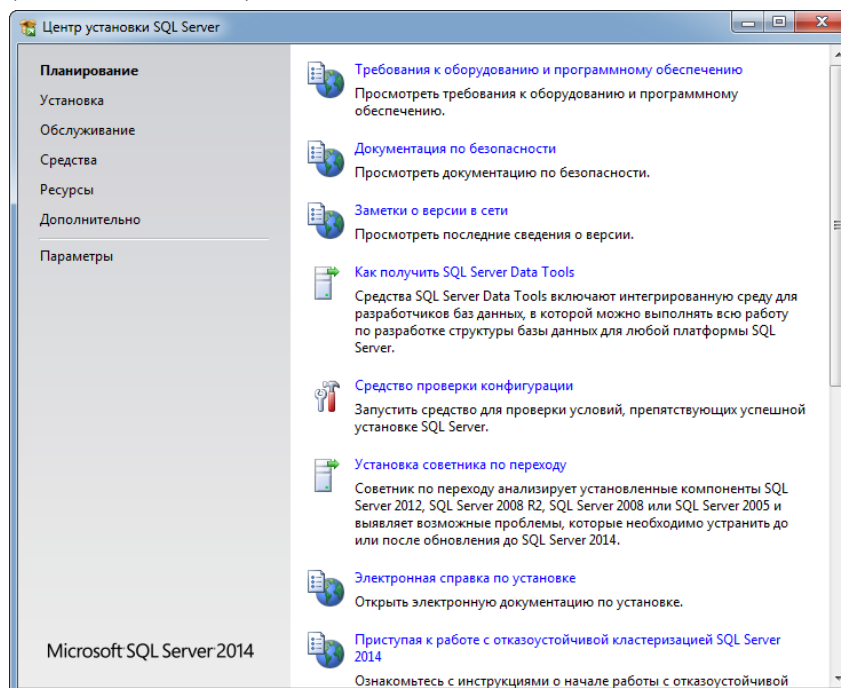 Центр установки SQL Server
Планирование
Установка
Обслуживание
Средства
Ресурсы
Дополнительно
Параметры
Microsoft SQL Server 2014
Требования к оборудованию и программному обеспечению
Просмотреть требования к оборудованию и программному
обеспечению.
Документация по безопасности
Просмотреть документацию по безопасности.
Заметки о версии в сети
Просмотреть последние сведения о версии.
Как получить SQL Server Data Tools
Средства SQL Server Data Tools включают интегрированную среду для
разработчиков баз данных, в которой можно выполнять всю работу
по разработке структуры базы данных для любой платформы SQL
Server.
Средство проверки конфигурации
Запустить средство для проверки условий, препятствующих успешной
установке SQL Server.
Установка советника по переходу
Советник по переходу анализирует установленные компоненты SQL
Server 2012, SQL Server 2008 R2, SQL Server 2008 или SQL Server 2005 и
выявляет возможные проблемы, которые необходимо устранить до
или после обновления до SQL Server 2014.
Электронная справка по установке
Открыть электронную документацию по установке.
Приступая к работе с отказоустойчивой кластеризацией SQL Server
2014
Ознакомьтесь с инструкциями о начале работы с отказоустойчивой